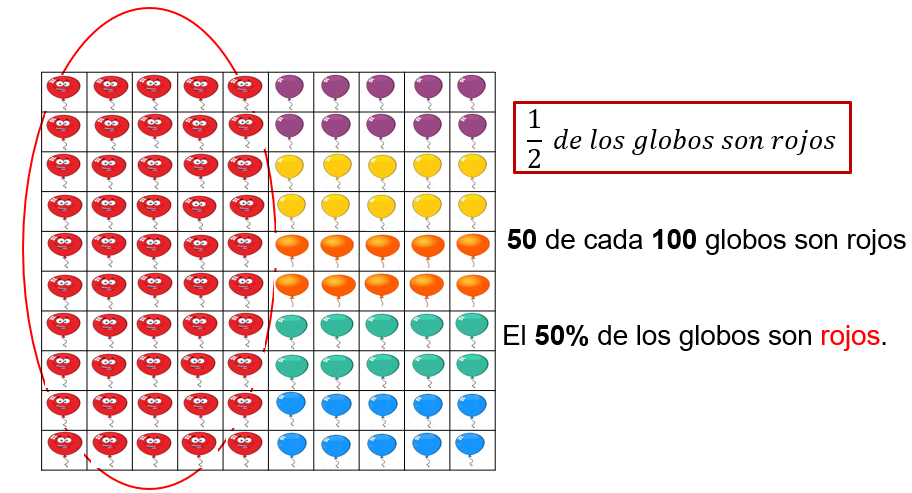 1/2 de los globos son rojos
50 de cada 100 globos son rojos
El 50% de los globos son rojos.